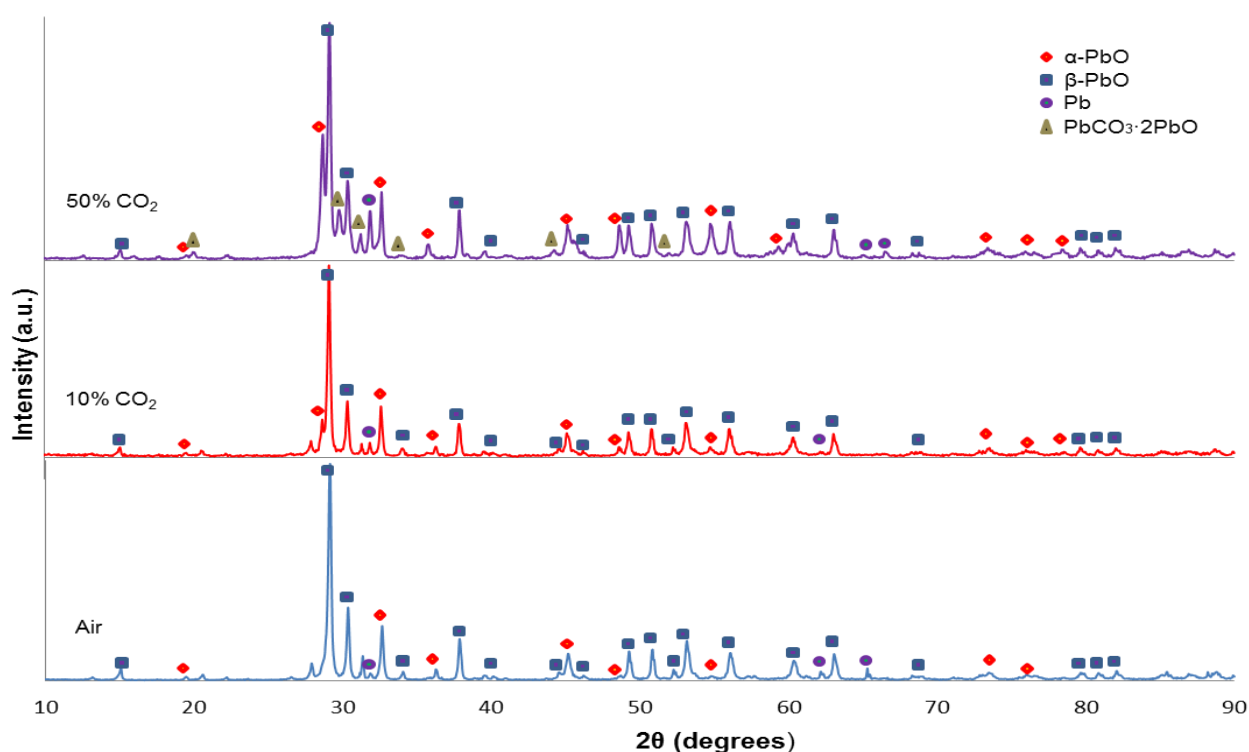 α-PbO
β-PbO
Pb
PbCO₃·2PbO
50% CO₂
10% CO₂
Air
Intensity (a.u.)
10 20 30 40 50 60 70 80 90
2θ (degrees)